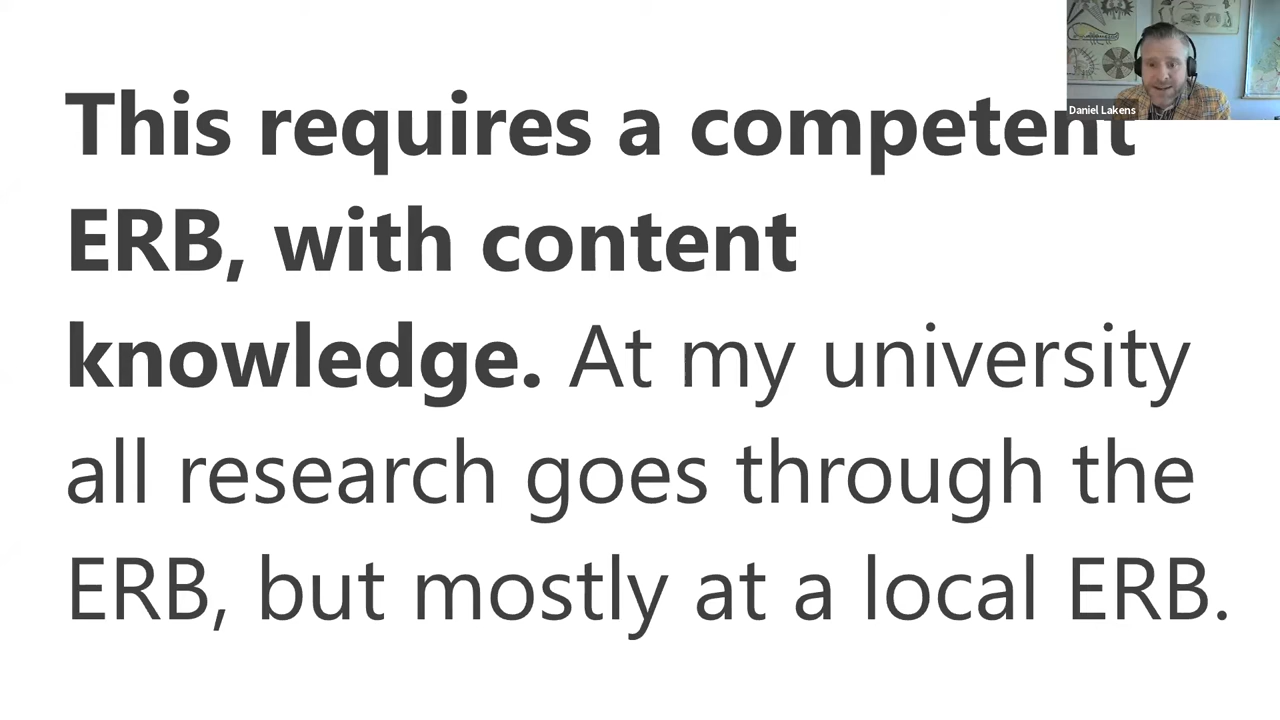 This requires a competent
ERB, with content
knowledge. At my university
all research goes through the
ERB, but mostly at a local ERB.
Daniel Lakens